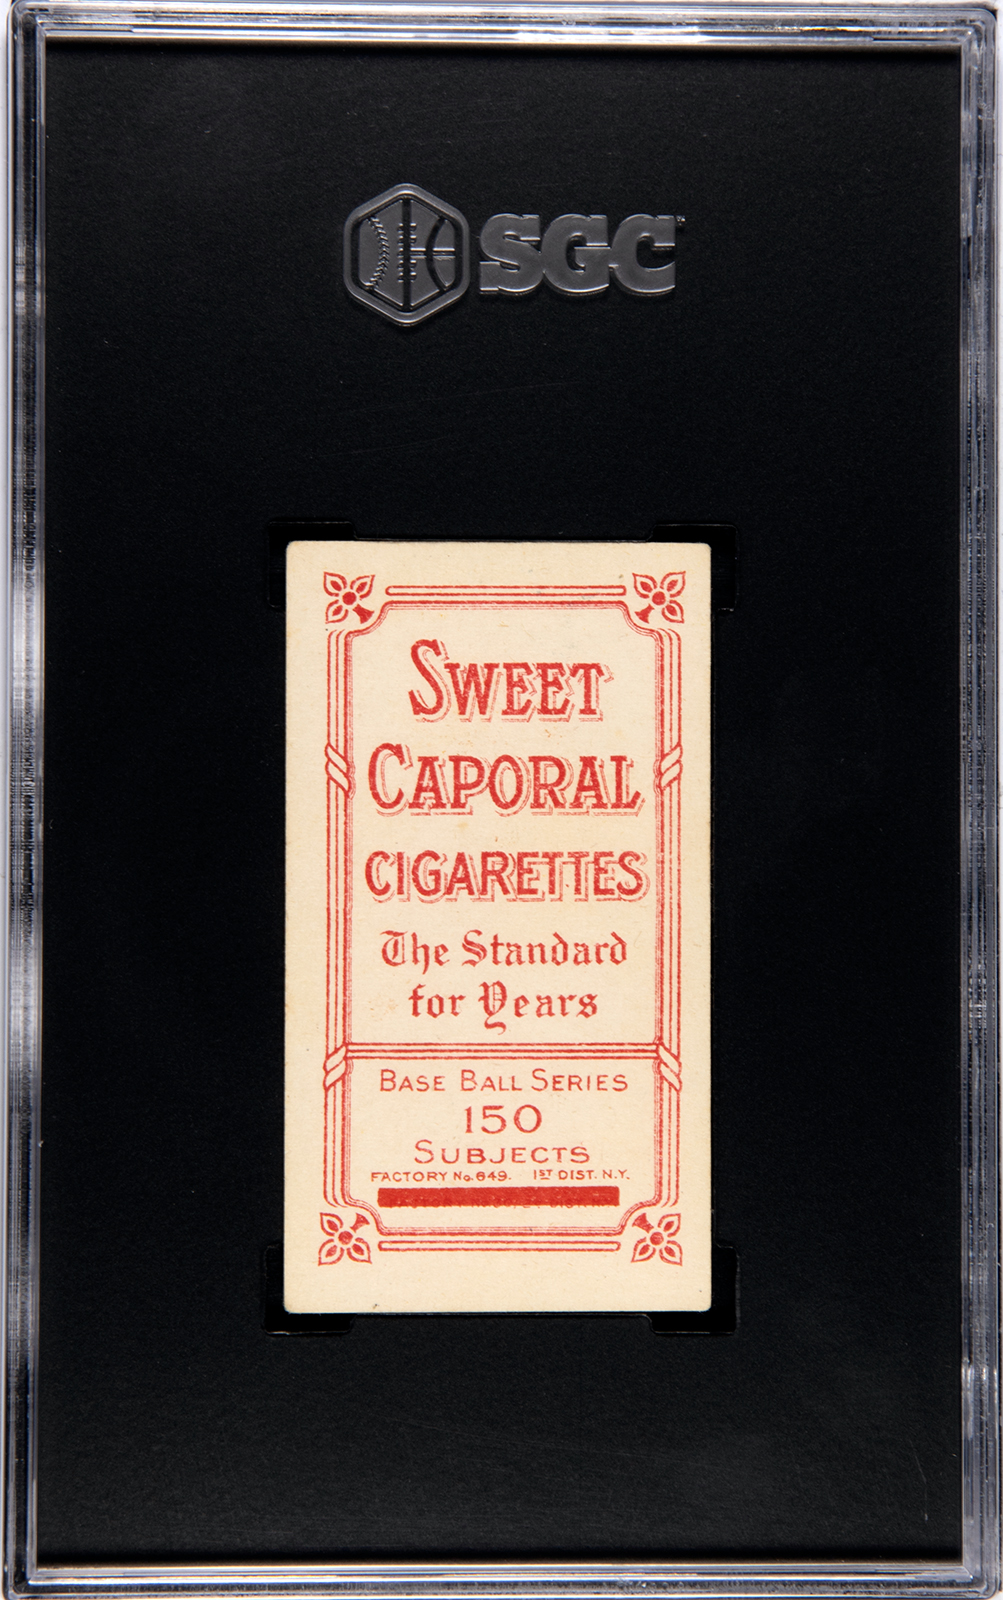 SGC
SWEET
CAPORAL
CIGARETTES
The Standard
for Years
BASE BALL SERIES
150
SUBJECTS
FACTORY No. 649. 1ST DIST. N.Y.